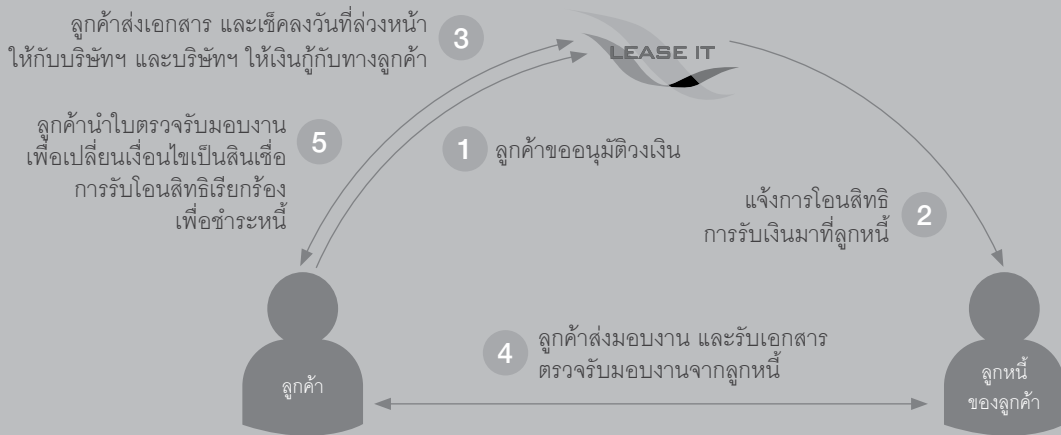 ลูกค้าส่งเอกสาร และเช็คลงวันที่ล่วงหน้า
ให้กับบริษัทฯ และบริษัทฯ ให้เงินกู้กับทางลูกค้า
3
LEASE IT
ลูกค้านำใบตรวจรับมอบงาน
เพื่อเปลี่ยนเงื่อนไขเป็นสินเชื่อ
การรับโอนสิทธิเรียกร้อง
เพื่อชำระหนี้
5
1 ลูกค้าขออนุมัติวงเงิน
แจ้งการโอนสิทธิ
การรับเงินมาที่ลูกหนี้
2
4
ลูกค้าส่งมอบงาน และรับเอกสาร
ตรวจรับมอบงานจากลูกหนี้
ลูกค้า
ลูกหนี้
ของลูกค้า